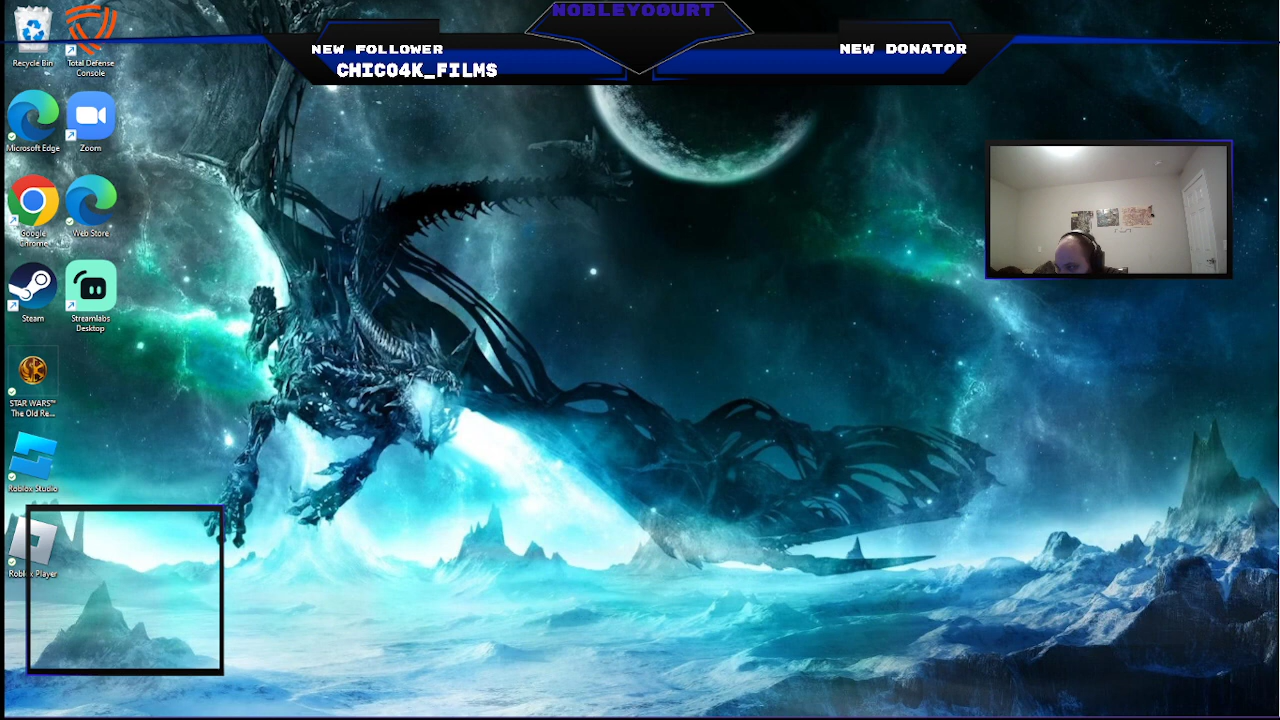 NOBLEYOGURT
NEW FOLLOWER
CHICO4K_FILMS
NEW DONATOR
Recycle Bin
Total Defense
Console
Microsoft Edge
Zoom
Google
Chrome
Web Store
Steam
Streamlabs
Desktop
STAR WARS™
The Old Re...
Roblox Studio
Roblox Player